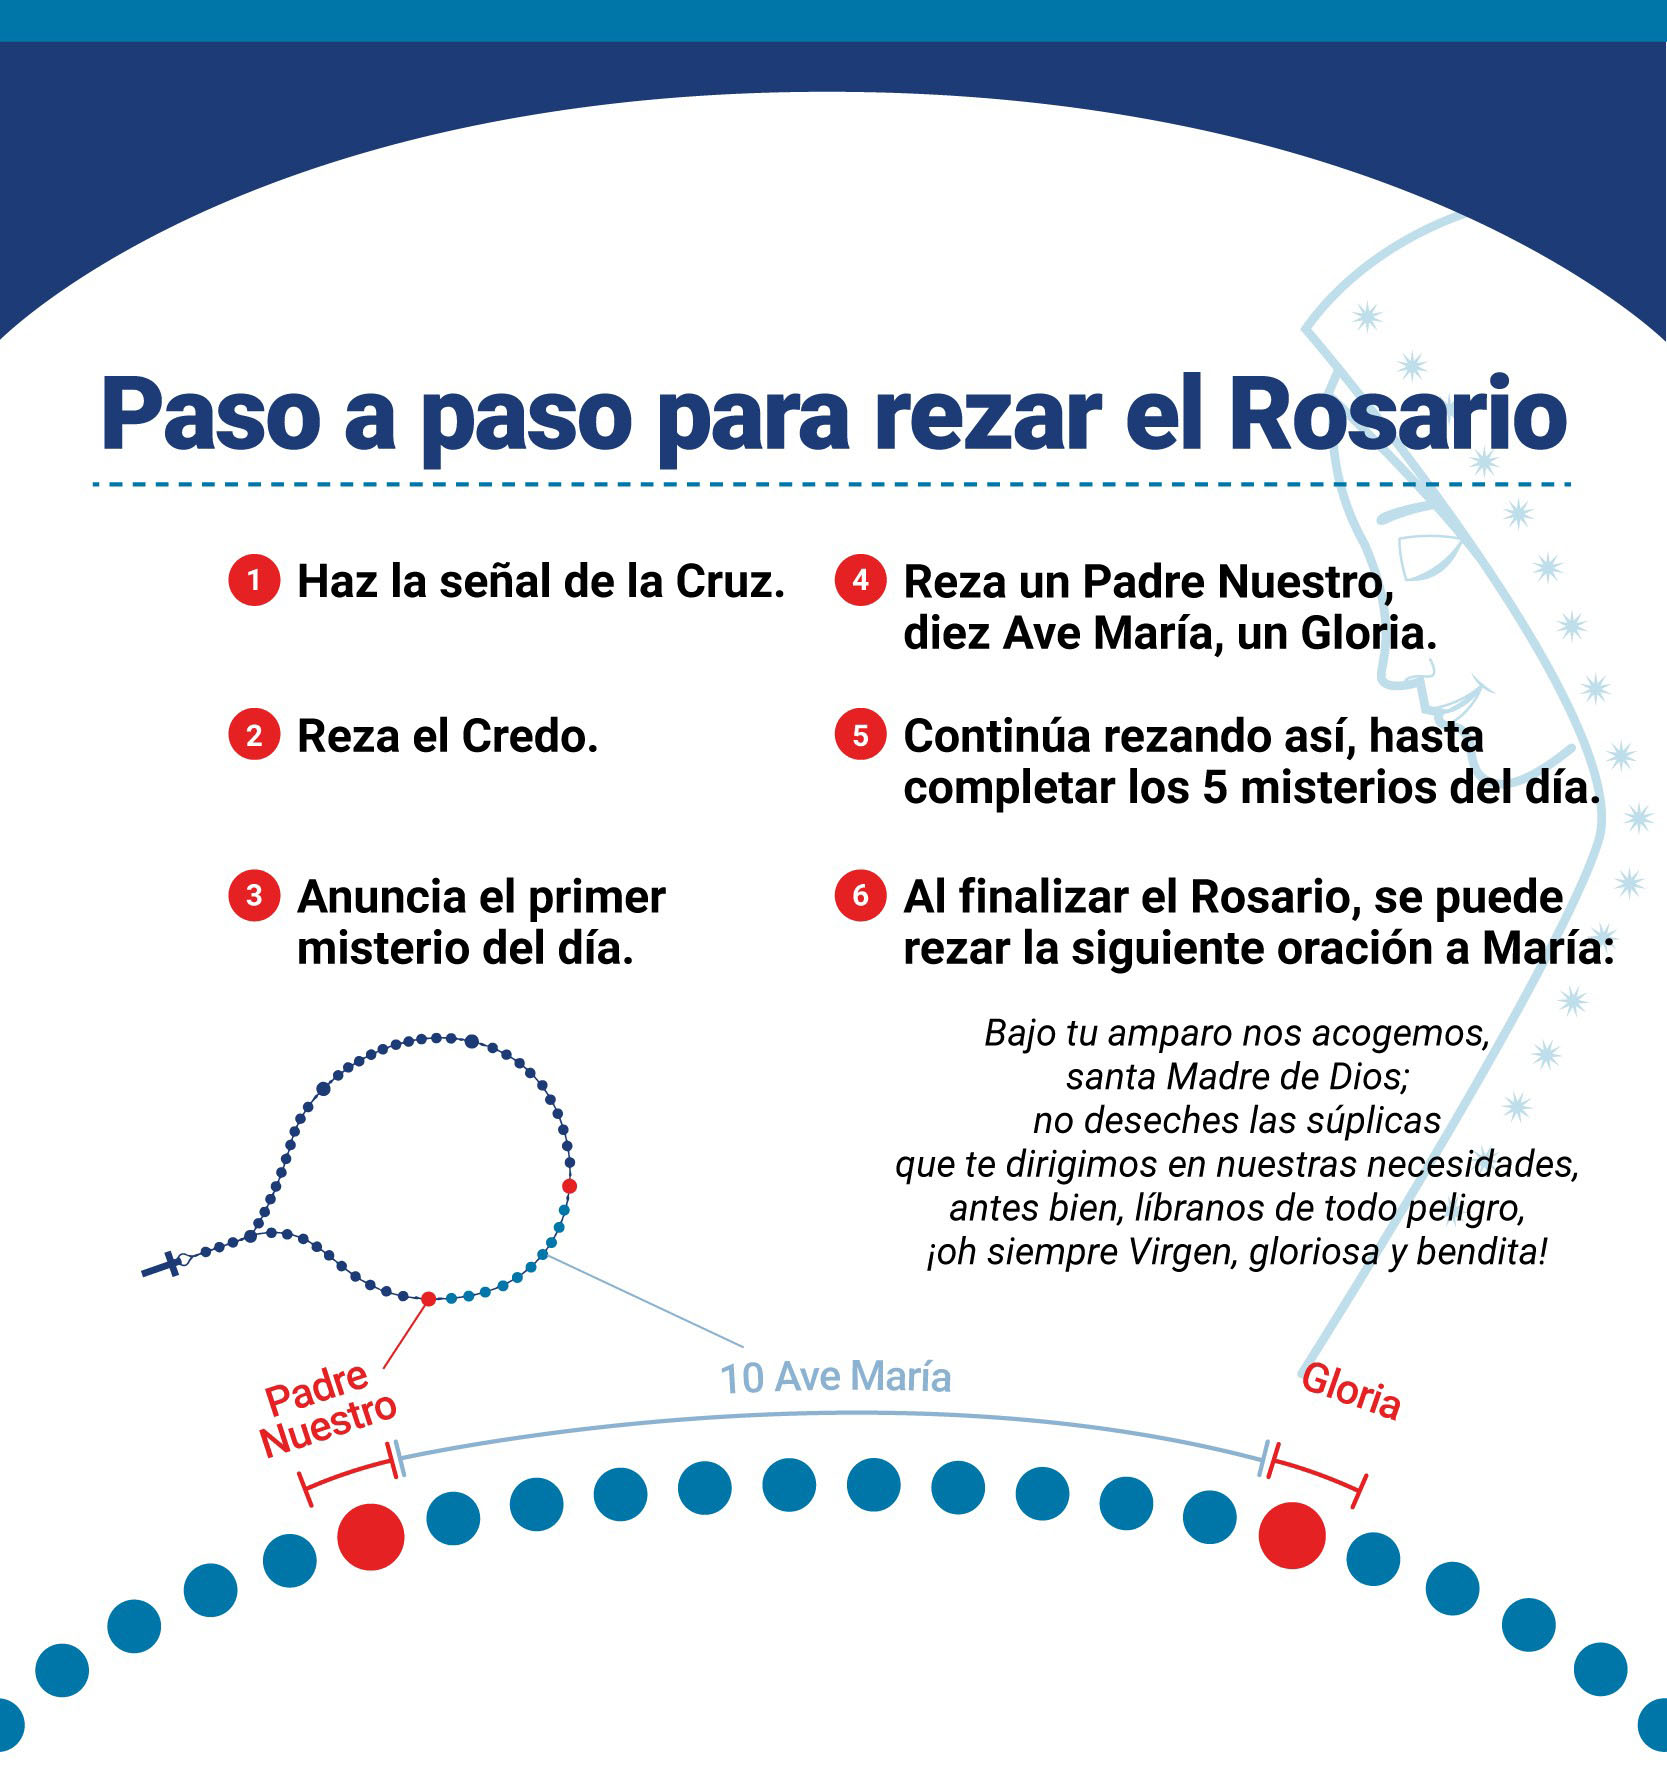 Paso a paso para rezar el Rosario
1 Haz la señal de la Cruz.
2 Reza el Credo.
3 Anuncia el primer
misterio del día.
4 Reza un Padre Nuestro,
diez Ave María, un Gloria.
5 Continúa rezando así, hasta
completar los 5 misterios del día.
6 Al finalizar el Rosario, se puede
rezar la siguiente oración a María:
Bajo tu amparo nos acogemos,
santa Madre de Dios;
no deseches las súplicas
que te dirigimos en nuestras necesidades,
antes bien, líbranos de todo peligro,
¡oh siempre Virgen, gloriosa y bendita!
Padre
Nuestro
10 Ave María
Gloria